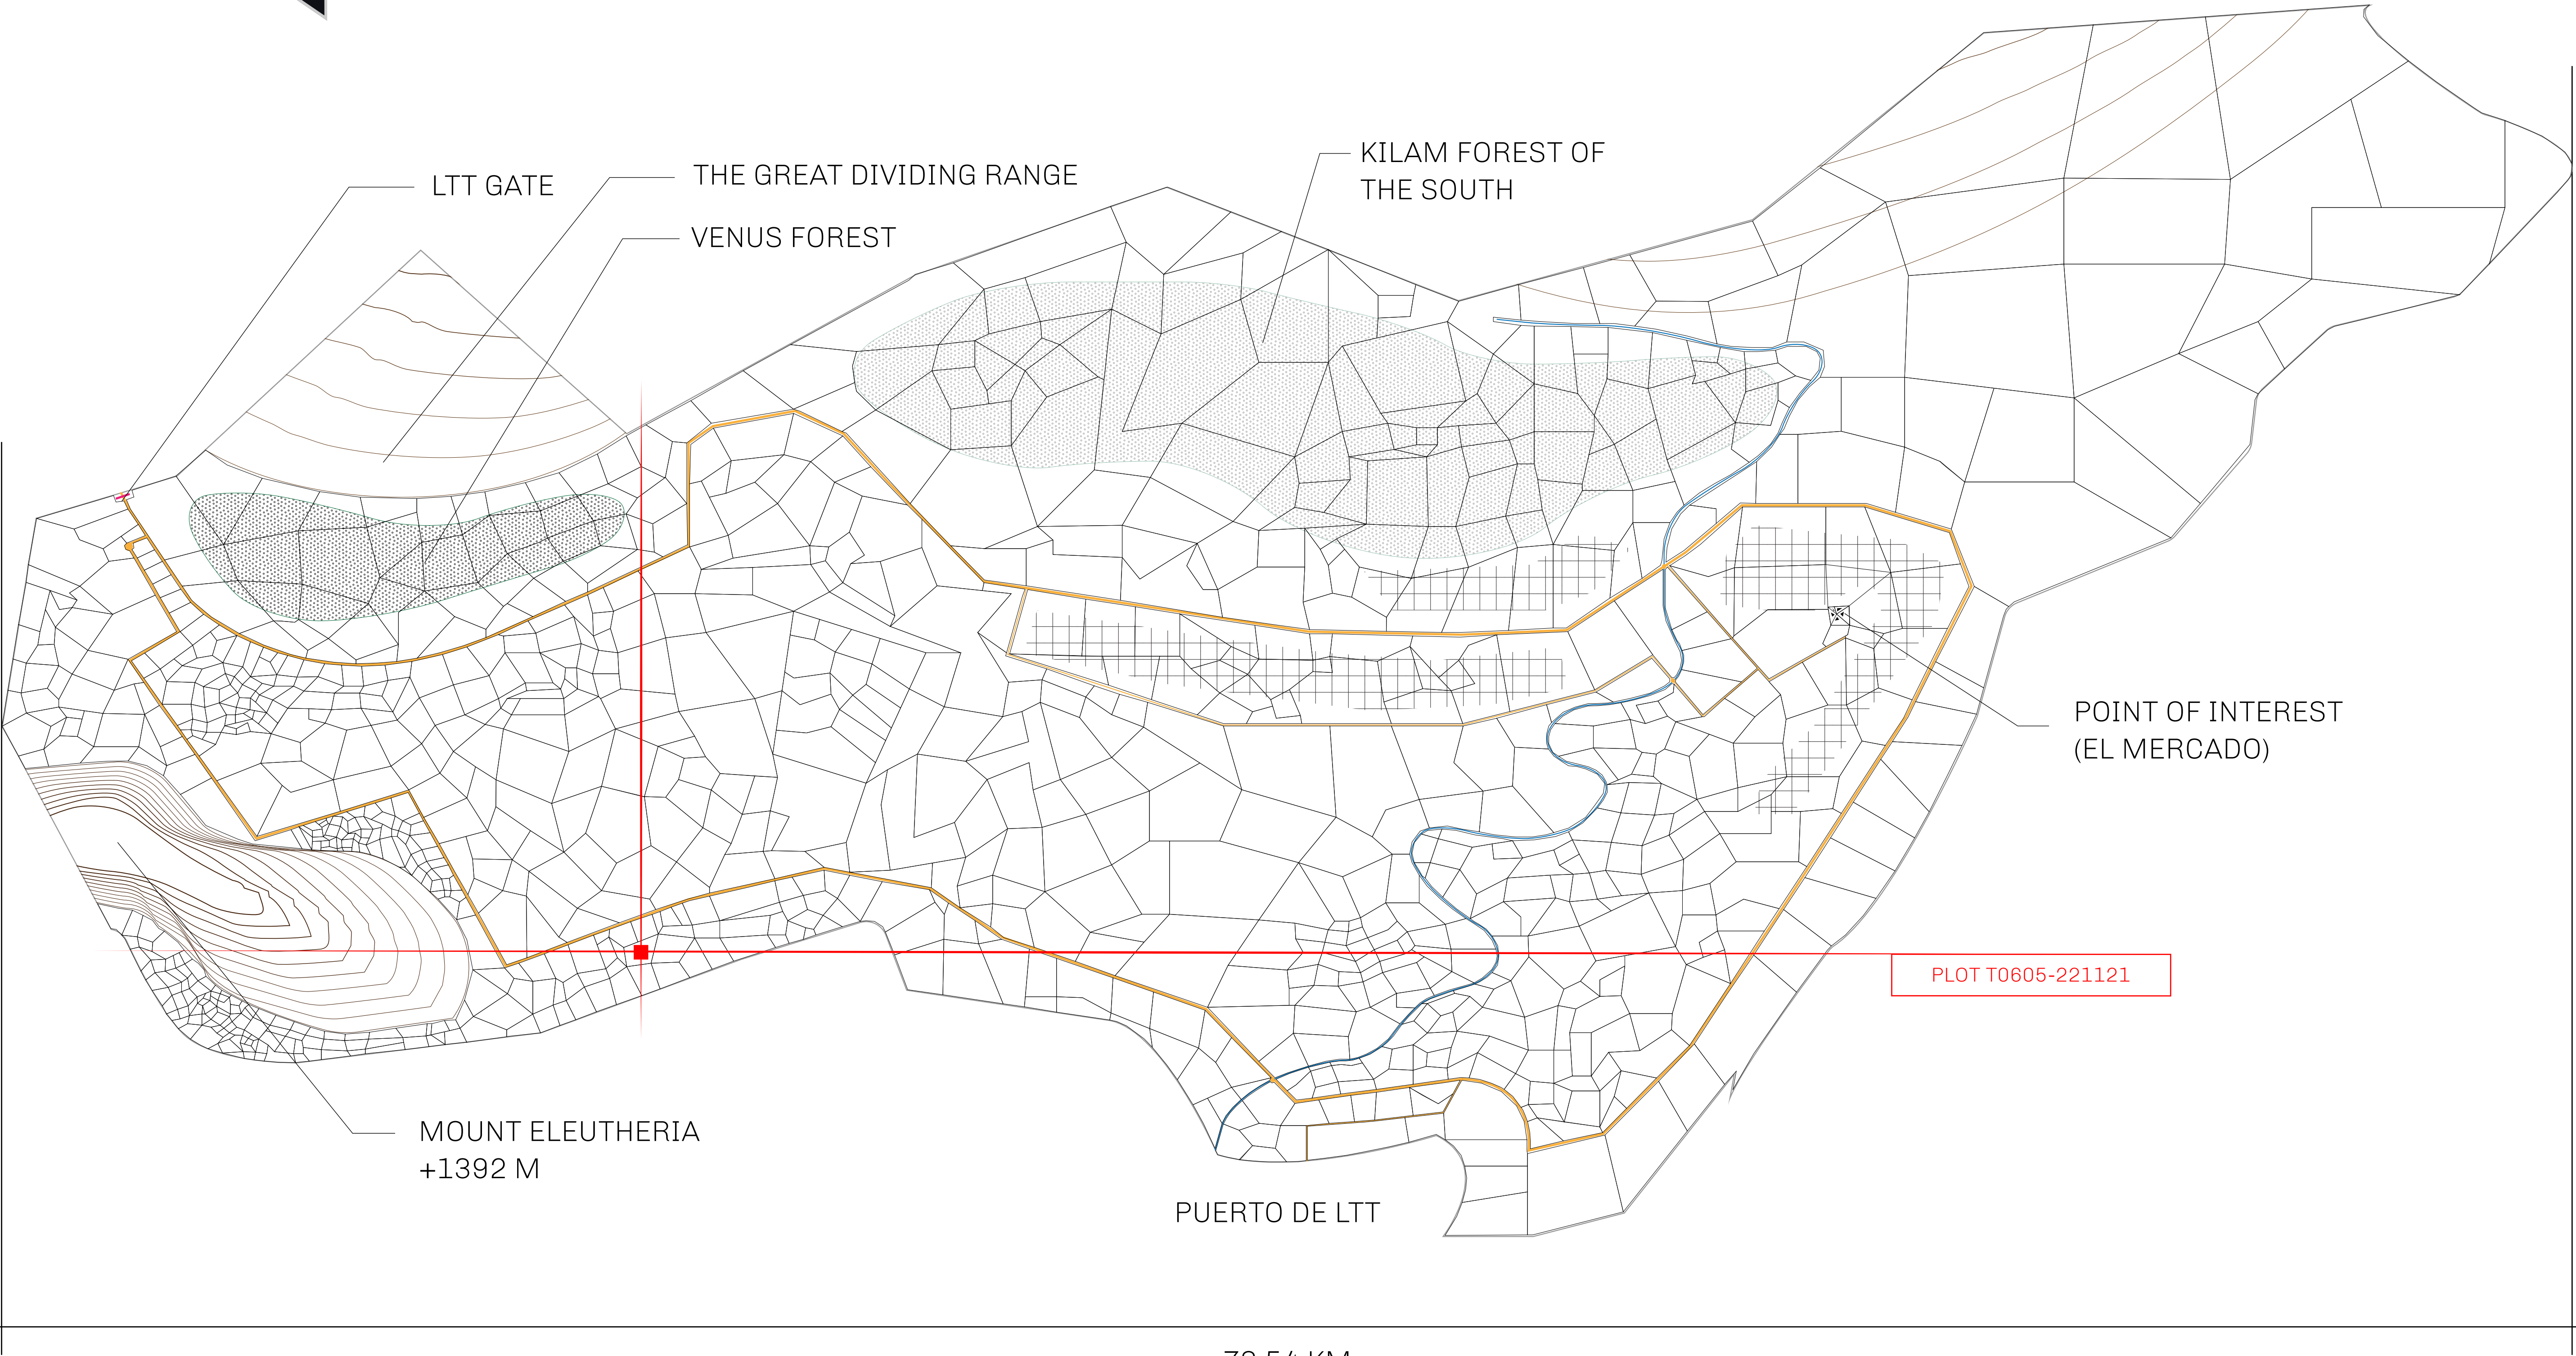 KILAM FOREST OF
THE SOUTH
THE GREAT DIVIDING RANGE
LTT GATE
VENUS FOREST
POINT OF INTEREST
(EL MERCADO)
PLOT T0605-221121
MOUNT ELEUTHERIA
+1392 M
PUERTO DE LTT